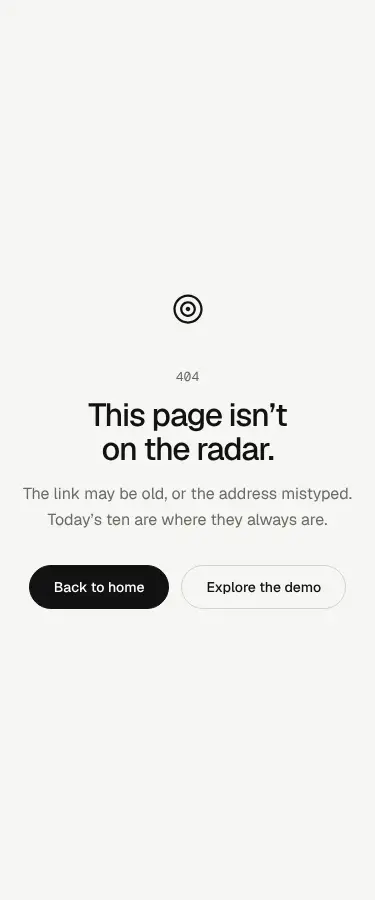 404
This page isn’t
on the radar.
The link may be old, or the address mistyped.
Today’s ten are where they always are.
Back to home
Explore the demo